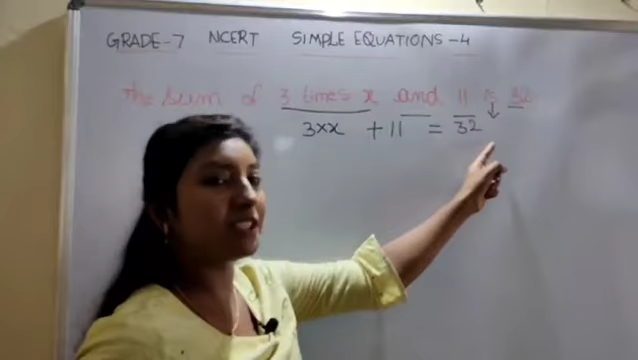 GRADE-7 NCERT SIMPLE EQUATIONS-4
The sum of 3 times x and 11 is 32
3×x + 11 = 32